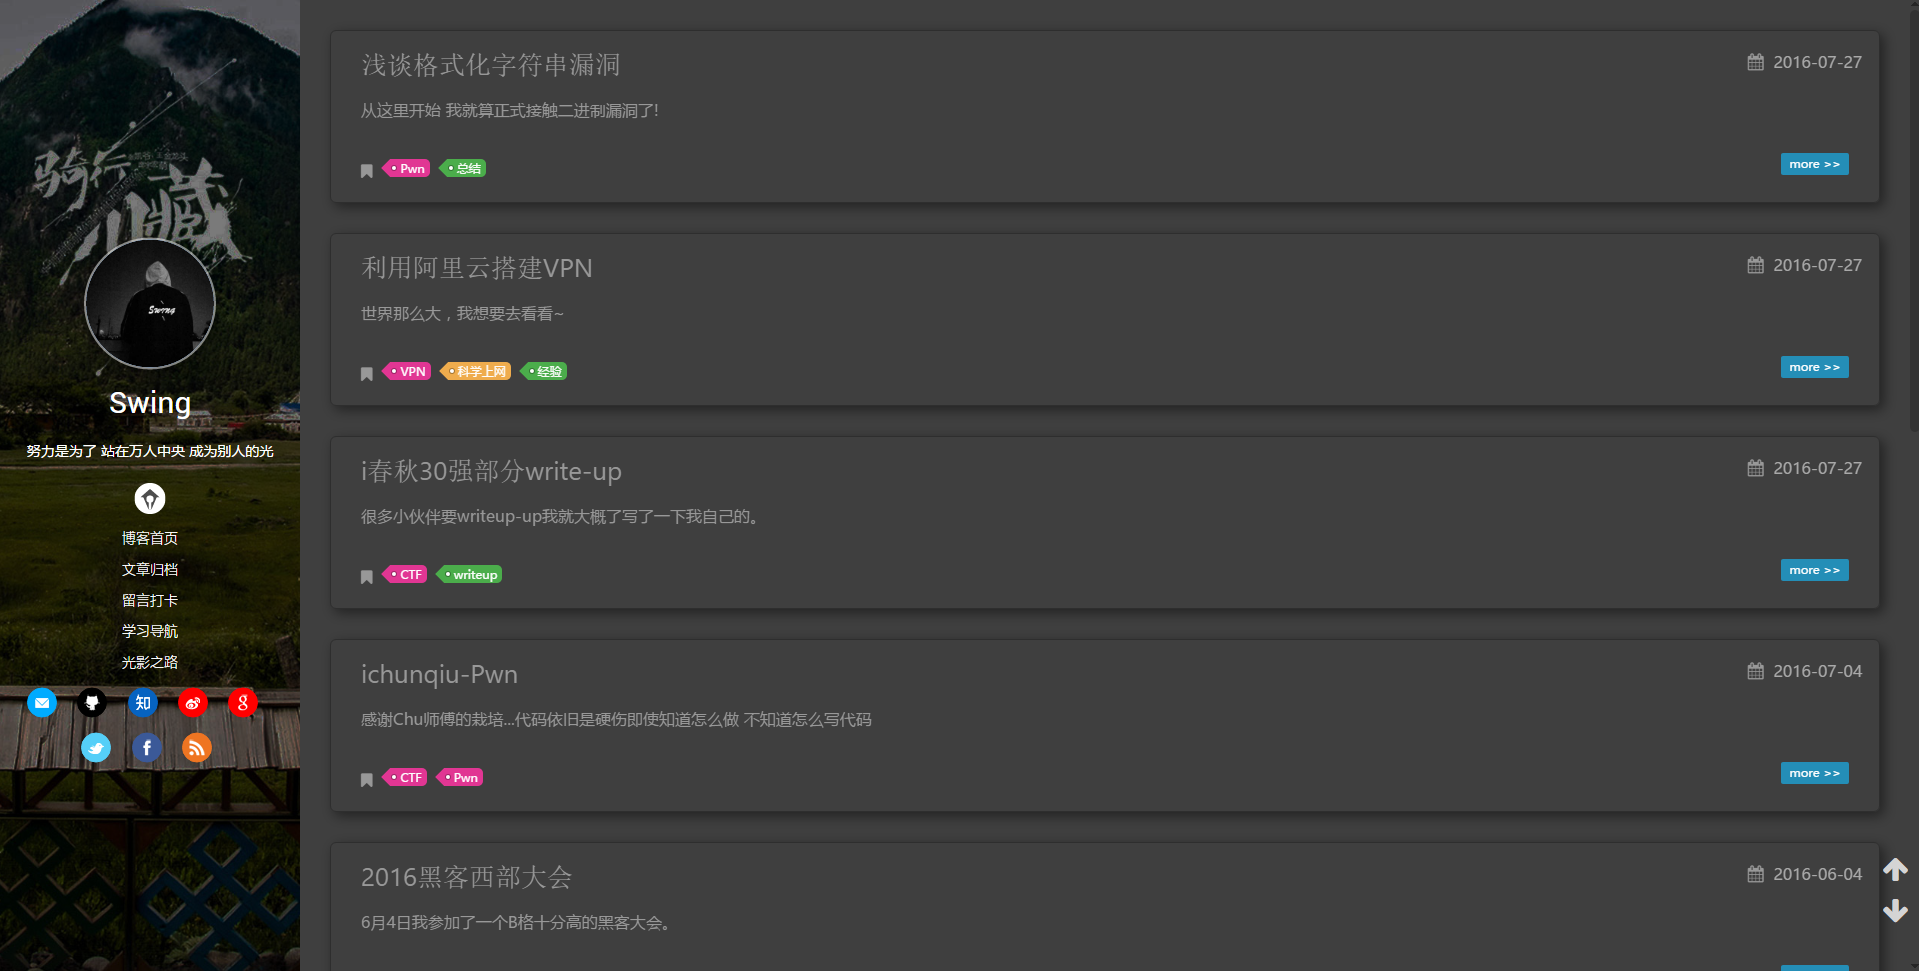 骑行
川藏
Swing
Swing
努力是为了 站在万人中央 成为别人的光
博客首页
文章归档
留言打卡
学习导航
光影之路
知
浅谈格式化字符串漏洞
2016-07-27
从这里开始 我就算正式接触二进制漏洞了!
Pwn 总结
more >>
利用阿里云搭建VPN
2016-07-27
世界那么大，我想要去看看~
VPN 科学上网 经验
more >>
i春秋30强部分write-up
2016-07-27
很多小伙伴要writeup-up我就大概了写了一下我自己的。
CTF writeup
more >>
ichunqiu-Pwn
2016-07-04
感谢Chu师傅的栽培...代码依旧是硬伤即使知道怎么做 不知道怎么写代码
CTF Pwn
more >>
2016黑客西部大会
2016-06-04
6月4日我参加了一个B格十分高的黑客大会。